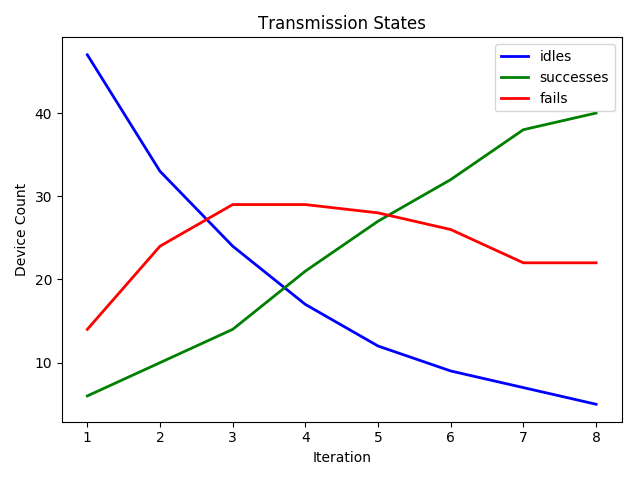 Transmission States
idles
successes
fails
Device Count
40
30
20
10
1 2 3 4 5 6 7 8
Iteration